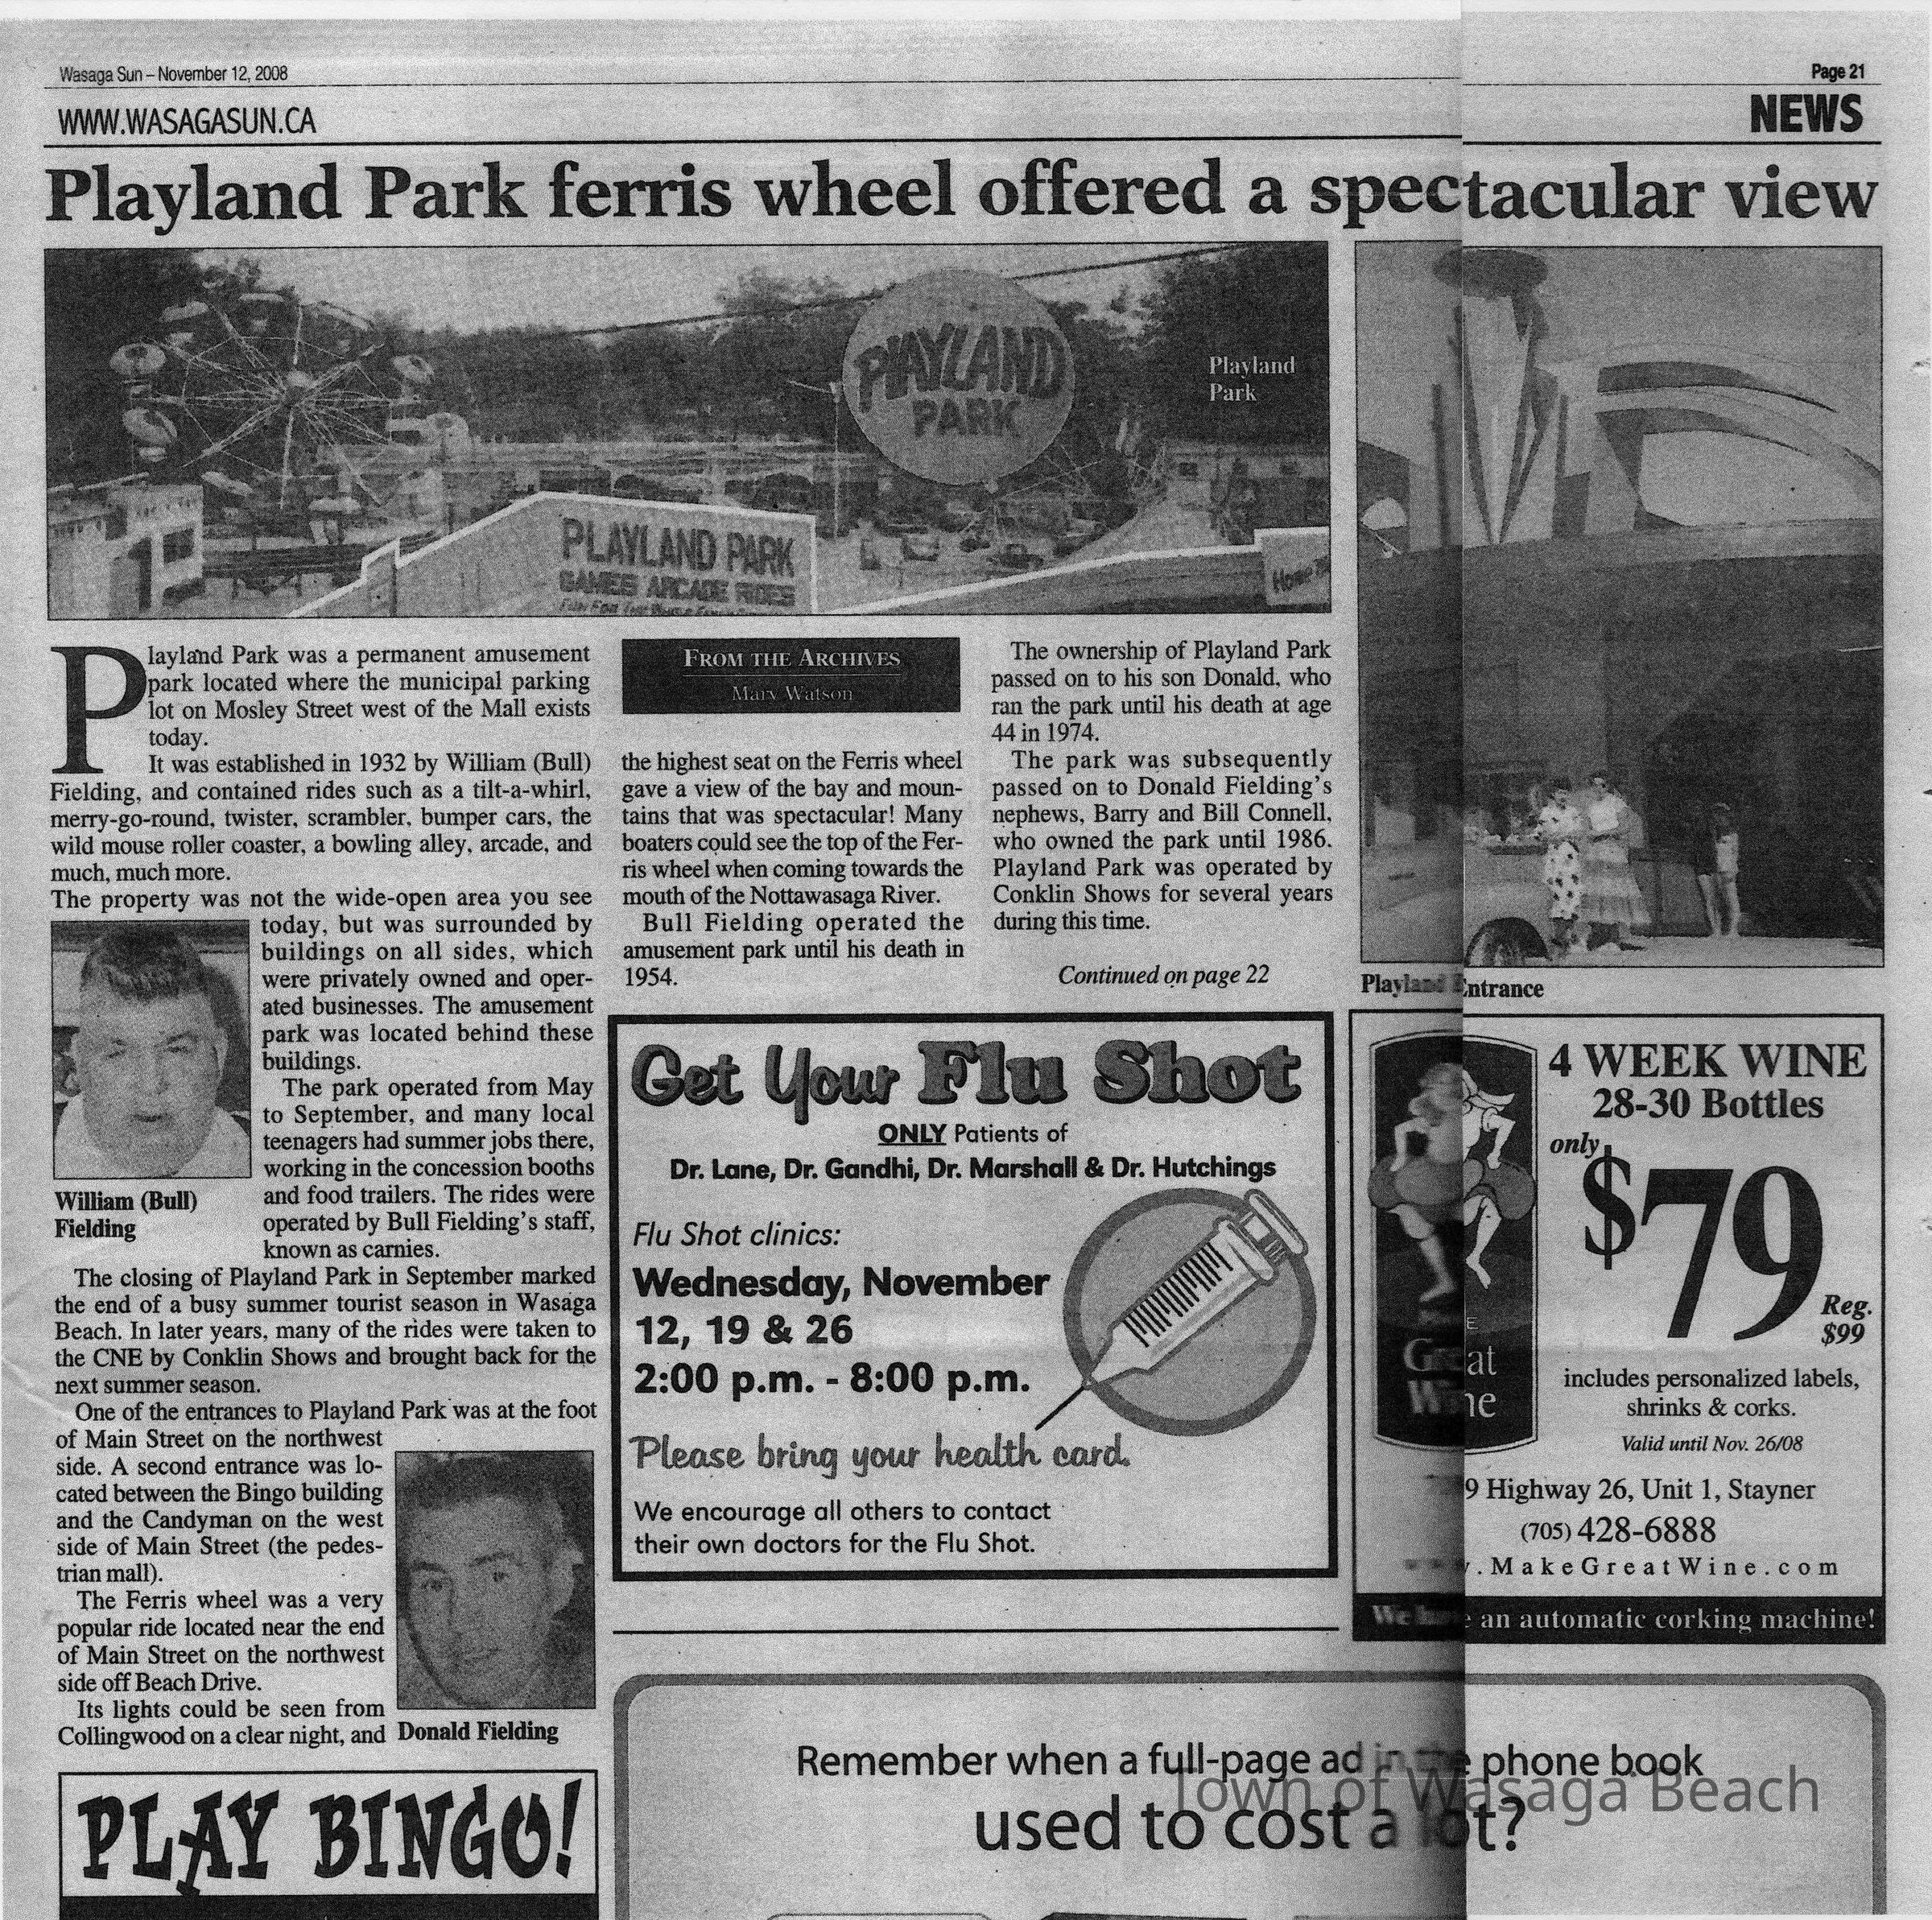 Wasaga Sun – November 12, 2008
Page 21
WWW.WASAGASUN.CA
NEWS
Playland Park ferris wheel offered a spectacular view
PLAYLAND
PARK
Playland
Park
PLAYLAND PARK
GAMES ARCADE RIDES
Playland Park was a permanent amusement
park located where the municipal parking
lot on Mosley Street west of the Mall exists
today.
It was established in 1932 by William (Bull)
Fielding, and contained rides such as a tilt-a-whirl,
merry-go-round, twister, scrambler, bumper cars, the
wild mouse roller coaster, a bowling alley, arcade, and
much, much more.
The property was not the wide-open area you see
today, but was surrounded by
buildings on all sides, which
were privately owned and oper-
ated businesses. The amusement
park was located behind these
buildings.
The park operated from May
to September, and many local
teenagers had summer jobs there,
working in the concession booths
and food trailers. The rides were
operated by Bull Fielding's staff,
known as carnies.
William (Bull)
Fielding
The closing of Playland Park in September marked
the end of a busy summer tourist season in Wasaga
Beach. In later years, many of the rides were taken to
the CNE by Conklin Shows and brought back for the
next summer season.
One of the entrances to Playland Park was at the foot
of Main Street on the northwest
side. A second entrance was lo-
cated between the Bingo building
and the Candyman on the west
side of Main Street (the pedes-
trian mall).
The Ferris wheel was a very
popular ride located near the end
of Main Street on the northwest
side off Beach Drive.
Its lights could be seen from
Collingwood on a clear night, and
Donald Fielding
FROM THE ARCHIVES
Mary Watson
the highest seat on the Ferris wheel
gave a view of the bay and moun-
tains that was spectacular! Many
boaters could see the top of the Fer-
ris wheel when coming towards the
mouth of the Nottawasaga River.
Bull Fielding operated the
amusement park until his death in
1954.
The ownership of Playland Park
passed on to his son Donald, who
ran the park until his death at age
44 in 1974.
The park was subsequently
passed on to Donald Fielding's
nephews, Barry and Bill Connell,
who owned the park until 1986.
Playland Park was operated by
Conklin Shows for several years
during this time.
Continued on page 22
Playland Entrance
Get Your Flu Shot
ONLY Patients of
Dr. Lane, Dr. Gandhi, Dr. Marshall & Dr. Hutchings
Flu Shot clinics:
Wednesday, November
12, 19 & 26
2:00 p.m. - 8:00 p.m.
Please bring your health card.
We encourage all others to contact
their own doctors for the Flu Shot.
Great
Wine
4 WEEK WINE
28-30 Bottles
only
$79
Reg.
$99
includes personalized labels,
shrinks & corks.
Valid until Nov. 26/08
9 Highway 26, Unit 1, Stayner
(705) 428-6888
.MakeGreatWine.com
We have an automatic corking machine!
PLAY BINGO!
Remember when a full-page ad in the phone book
used to cost a lot?
Town of Wasaga Beach